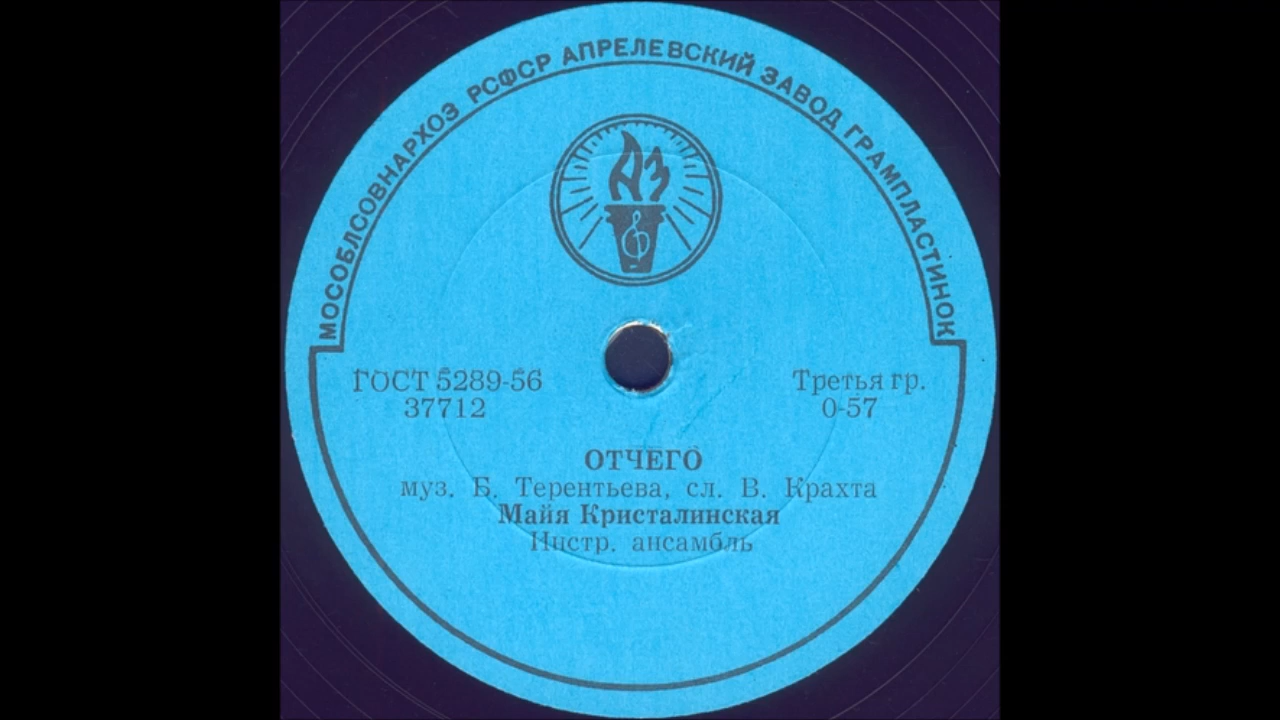 МОСОБЛСОВНАРХОЗ РСФСР АПРЕЛЕВСКИЙ ЗАВОД ГРАМПЛАСТИНОК
АЗ
ГОСТ 5289-56
37712
Третья гр.
0-57
ОТЧЕГО
муз. Б. Терентьева, сл. В. Крахта
Майя Кристалинская
Инстр. ансамбль